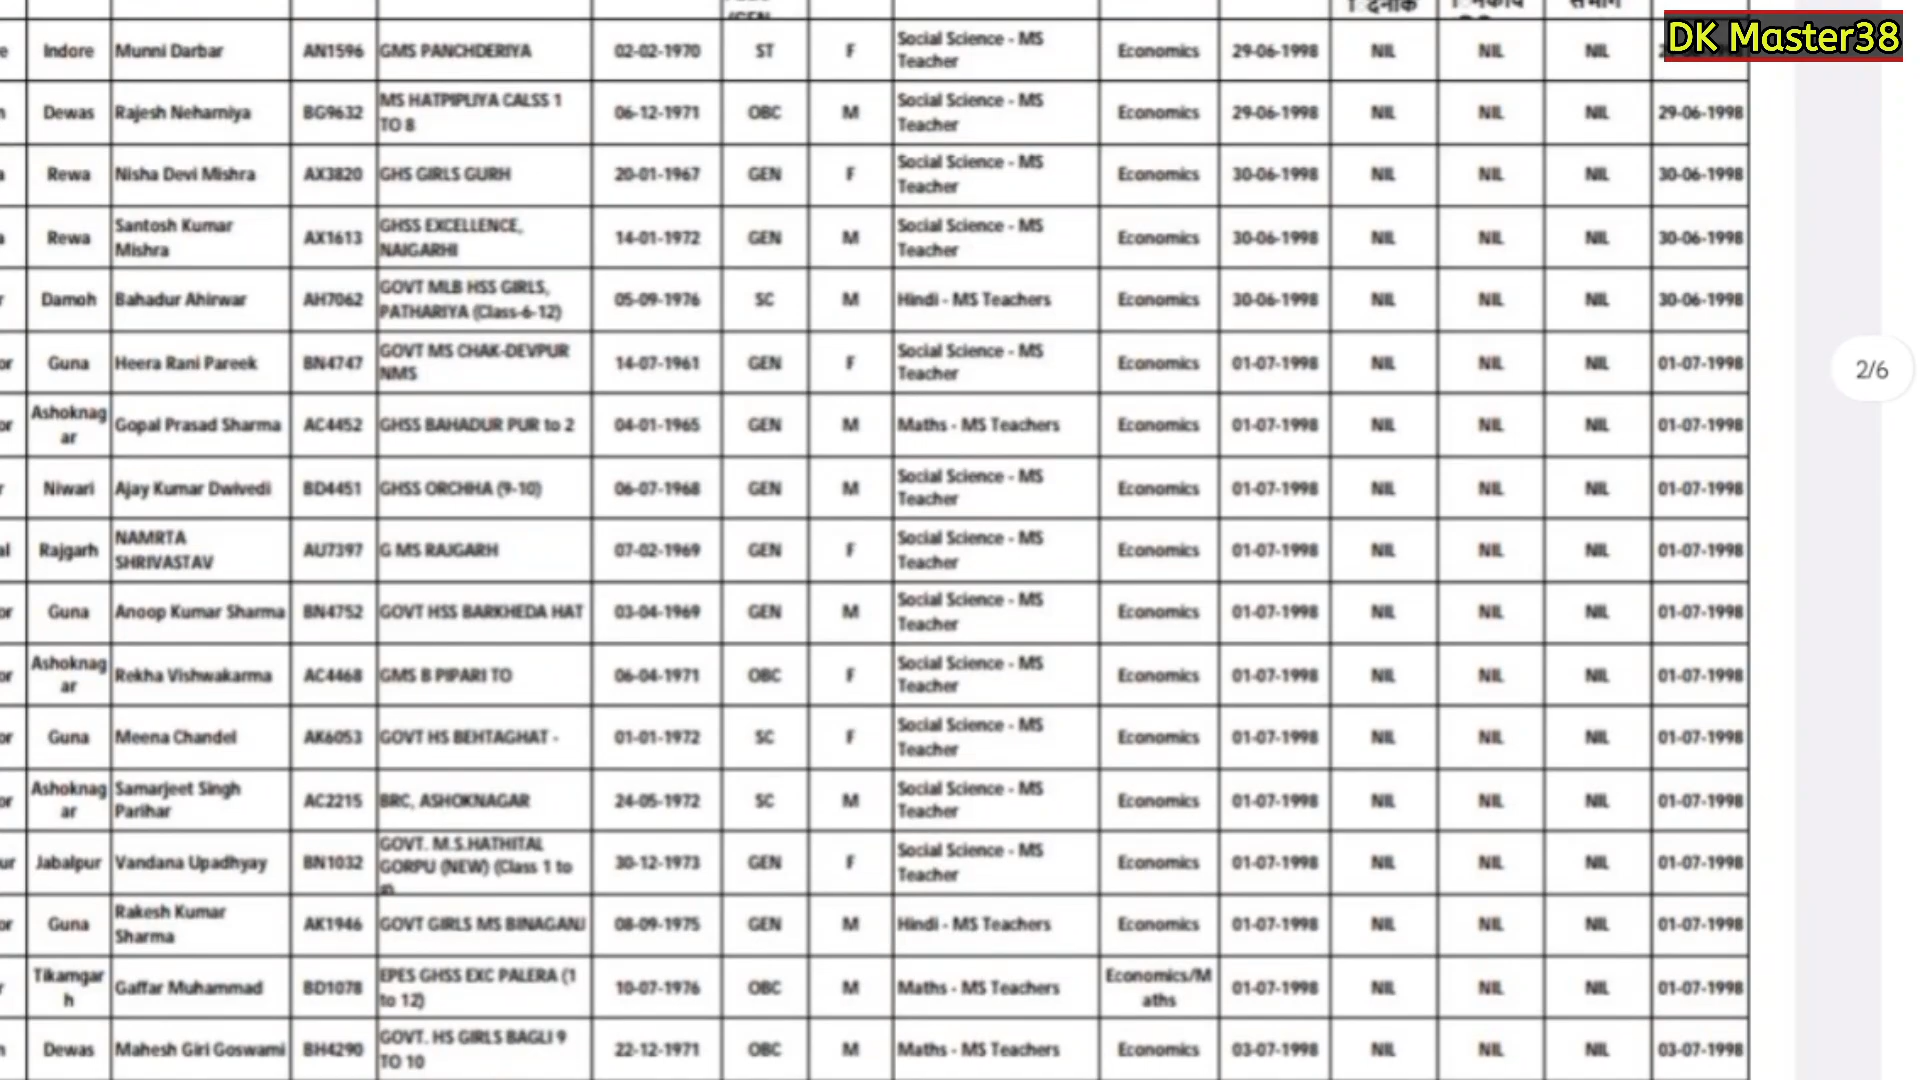 DK Master38
Indore Munni Darbar AN1596 GMS PANCHDERIYA 02-02-1970 ST F Social Science - MS Teacher Economics 29-06-1998 NIL NIL NIL
Dewas Rajesh Neharniya BG9632 MS HATPIPLIYA CALSS 1 TO 8 06-12-1971 OBC M Social Science - MS Teacher Economics 29-06-1998 NIL NIL NIL 29-06-1998
Rewa Nisha Devi Mishra AX3820 GHS GIRLS GURH 20-01-1967 GEN F Social Science - MS Teacher Economics 30-06-1998 NIL NIL NIL 30-06-1998
Rewa Santosh Kumar Mishra AX1613 GHSS EXCELLENCE, NAIGARHI 14-01-1972 GEN M Social Science - MS Teacher Economics 30-06-1998 NIL NIL NIL 30-06-1998
Damoh Bahadur Ahirwar AH7062 GOVT MLB HSS GIRLS, PATHARIYA (Class-6-12) 05-09-1976 SC M Hindi - MS Teachers Economics 30-06-1998 NIL NIL NIL 30-06-1998
or Guna Heera Rani Pareek BN4747 GOVT MS CHAK-DEVPUR NMS 14-07-1961 GEN F Social Science - MS Teacher Economics 01-07-1998 NIL NIL NIL 01-07-1998
2/6
or Ashoknagar Gopal Prasad Sharma AC4452 GHSS BAHADUR PUR to 2 04-01-1965 GEN M Maths - MS Teachers Economics 01-07-1998 NIL NIL NIL 01-07-1998
Niwari Ajay Kumar Dwivedi BD4451 GHSS ORCHHA (9-10) 06-07-1968 GEN M Social Science - MS Teacher Economics 01-07-1998 NIL NIL NIL 01-07-1998
al Rajgarh NAMRTA SHRIVASTAV AU7397 G MS RAJGARH 07-02-1969 GEN F Social Science - MS Teacher Economics 01-07-1998 NIL NIL NIL 01-07-1998
or Guna Anoop Kumar Sharma BN4752 GOVT HSS BARKHEDA HAT 03-04-1969 GEN M Social Science - MS Teacher Economics 01-07-1998 NIL NIL NIL 01-07-1998
or Ashoknagar Rekha Vishwakarma AC4468 GMS B PIPARI TO 06-04-1971 OBC F Social Science - MS Teacher Economics 01-07-1998 NIL NIL NIL 01-07-1998
or Guna Meena Chandel AK6053 GOVT HS BEHTAGHAT - 01-01-1972 SC F Social Science - MS Teacher Economics 01-07-1998 NIL NIL NIL 01-07-1998
or Ashoknagar Samarjeet Singh Parihar AC2215 BRC, ASHOKNAGAR 24-05-1972 SC M Social Science - MS Teacher Economics 01-07-1998 NIL NIL NIL 01-07-1998
ur Jabalpur Vandana Upadhyay BN1032 GOVT. M.S.HATHITAL GORPU (NEW) (Class 1 to 30-12-1973 GEN F Social Science - MS Teacher Economics 01-07-1998 NIL NIL NIL 01-07-1998
or Guna Rakesh Kumar Sharma AK1946 GOVT GIRLS MS BINAGANJ 08-09-1975 GEN M Hindi - MS Teachers Economics 01-07-1998 NIL NIL NIL 01-07-1998
Tikamgarh Gaffar Muhammad BD1078 EPES GHSS EXC PALERA (1 to 12) 10-07-1976 OBC M Maths - MS Teachers Economics/Maths 01-07-1998 NIL NIL NIL 01-07-1998
Dewas Mahesh Giri Goswami BH4290 GOVT. HS GIRLS BAGLI 9 TO 10 22-12-1971 OBC M Maths - MS Teachers Economics 03-07-1998 NIL NIL NIL 03-07-1998